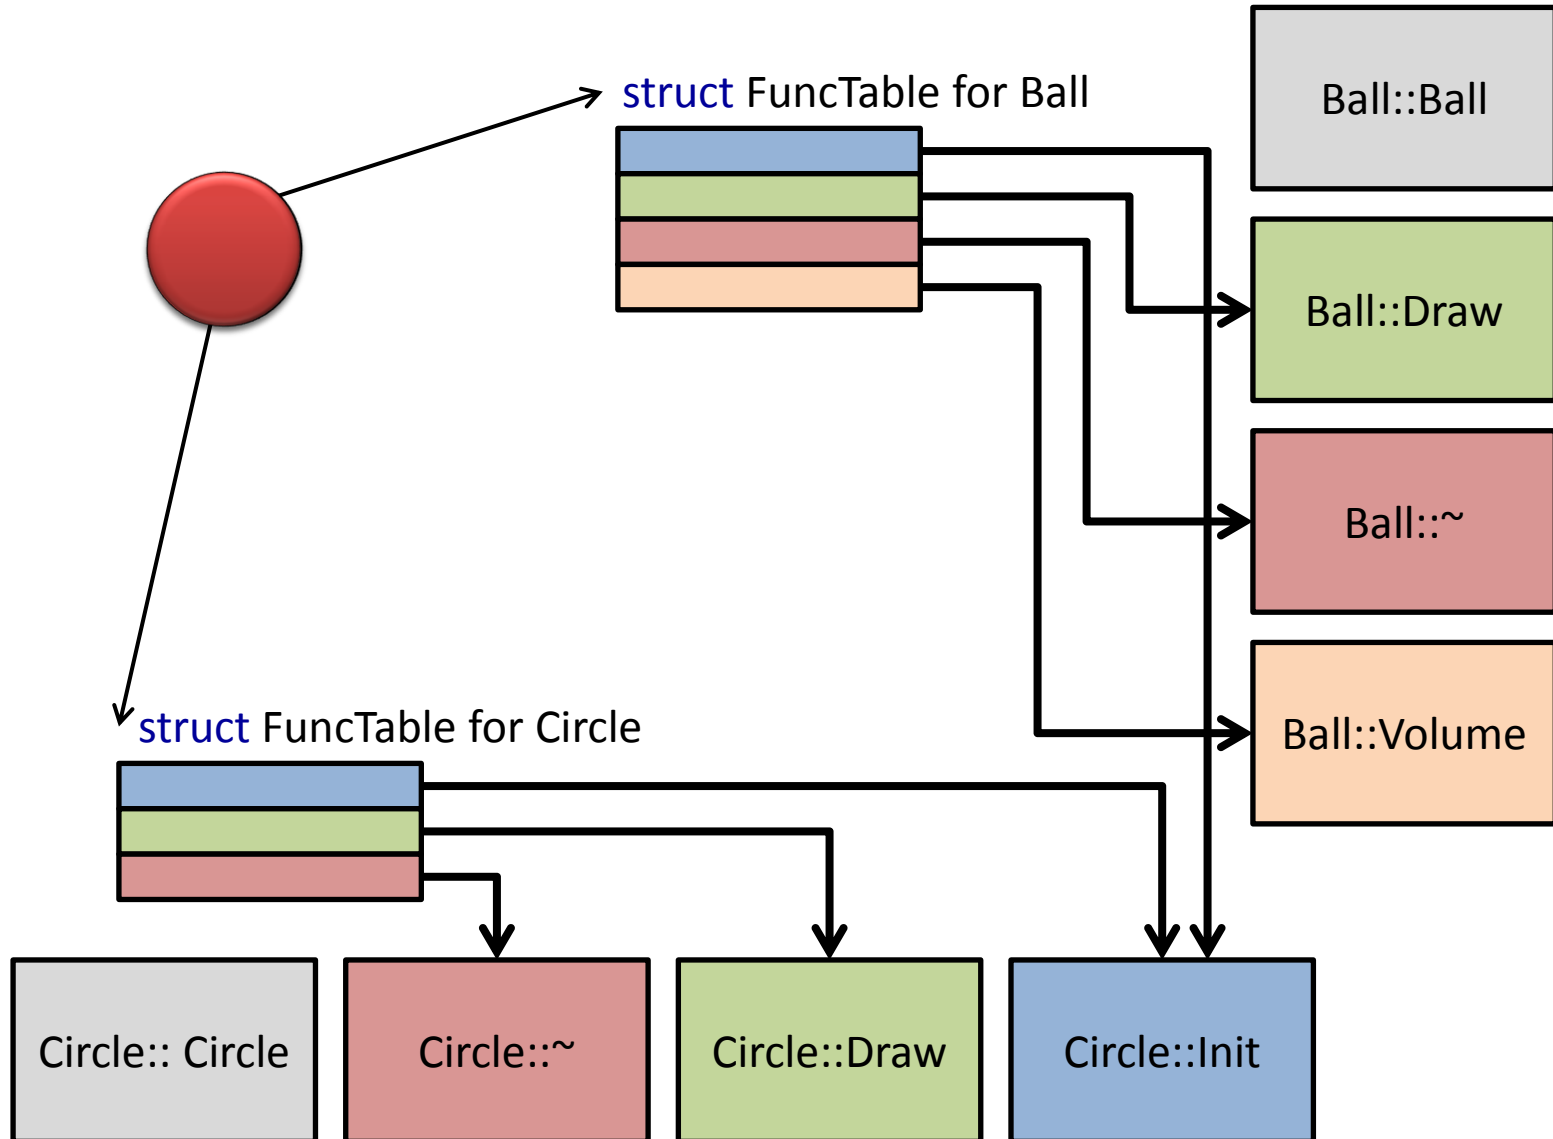 struct FuncTable for Ball
Ball::Ball
Ball::Draw
Ball::~
Ball::Volume
struct FuncTable for Circle
Circle:: Circle
Circle::~
Circle::Draw
Circle::Init